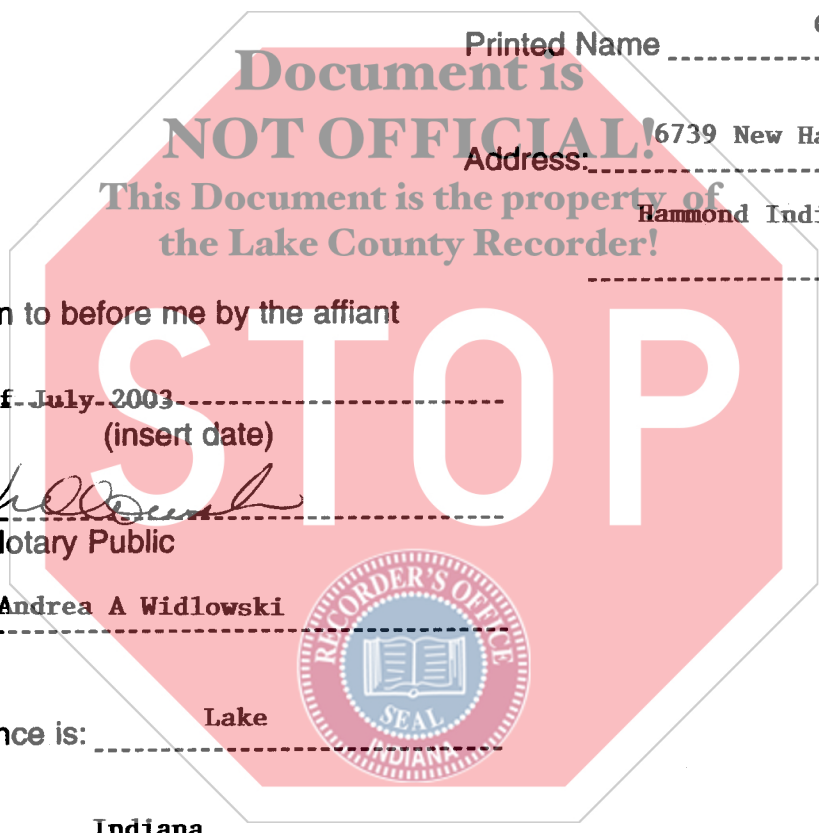 Printed Name
Document is
NOT OFFICIAL!
6739 New Ha
Address:
This Document is the property of
Hammond Indi
the Lake County Recorder!
n to before me by the affiant
STOP
f July 2003
(insert date)
Notary Public
Andrea A Widlowski
RECORDER'S OFFICE
SEAL
INDIANA
nce is: Lake
Indiana